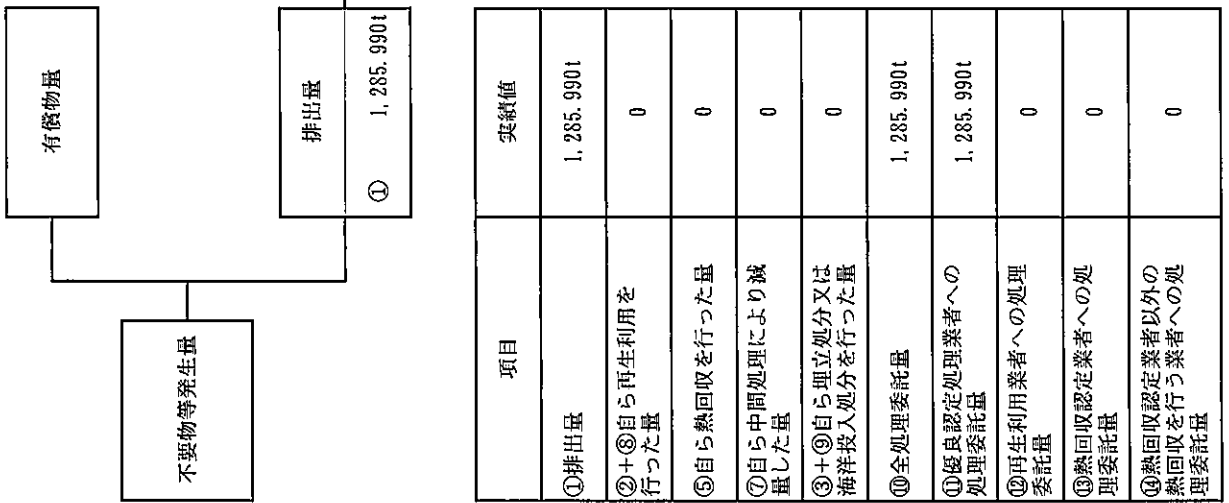 不要物等発生量
有償物量
排出量
① 1,285.990t
項目
実績値
①排出量
1,285.990t
②+⑧自ら再生利用を
行った量
0
⑤自ら熱回収を行った量
0
⑦自ら中間処理により減
量した量
0
③+⑨自ら埋立処分又は
海洋投入処分を行った量
0
⑩全処理委託量
1,285.990t
⑪優良認定処理業者への
処理委託量
1,285.990t
⑫再生利用業者への処理
委託量
0
⑬熱回収認定業者への処
理委託量
0
⑭熱回収認定業者以外の
熱回収を行う業者への処
理委託量
0